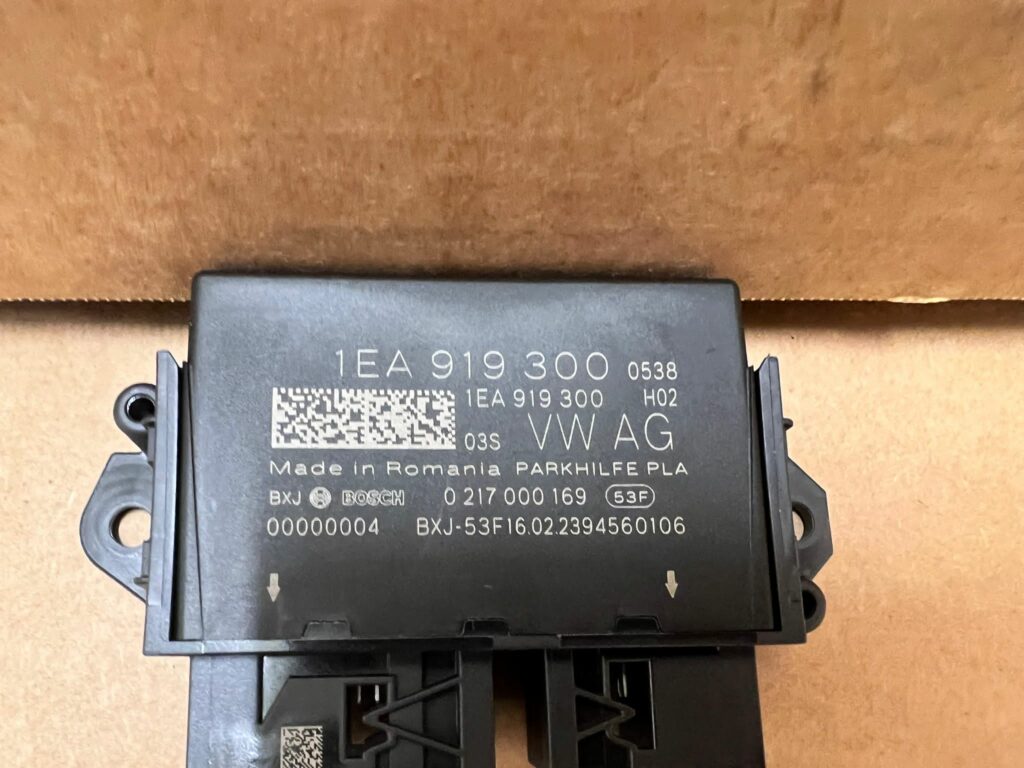 1EA 919 300 0538
1EA 919 300 H02
03S VW AG
Made in Romania PARKHILFE PLA
BXJ BOSCH 0 217 000 169 53F
00000004 BXJ-53F16.02.2394560106